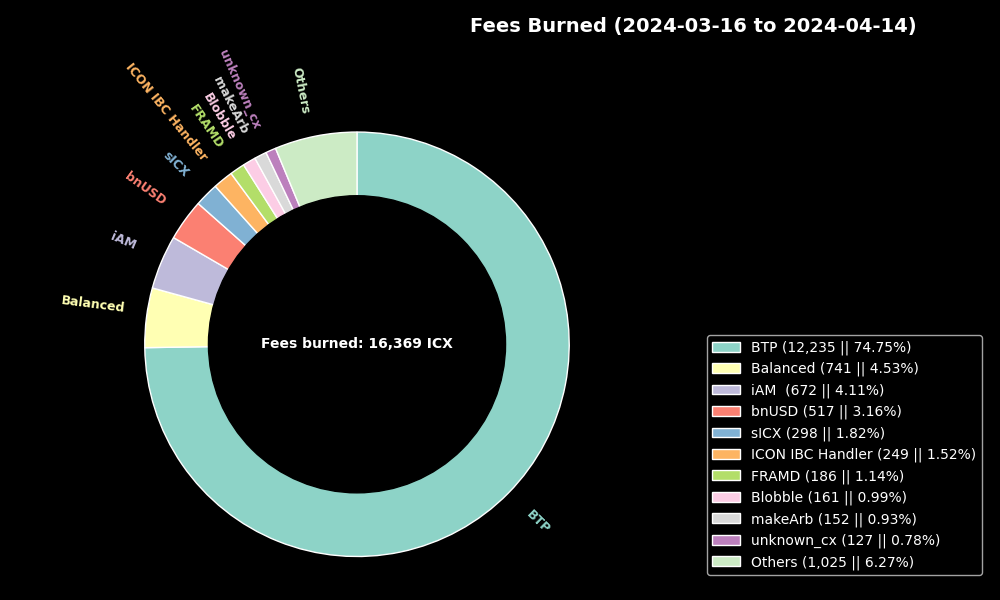 Fees Burned (2024-03-16 to 2024-04-14)
Others
unknown_cx
makeArb
Blobble
FRAMD
ICON IBC Handler
sICX
bnUSD
iAM
Balanced
Fees burned: 16,369 ICX
BTP
BTP (12,235 || 74.75%)
Balanced (741 || 4.53%)
iAM  (672 || 4.11%)
bnUSD (517 || 3.16%)
sICX (298 || 1.82%)
ICON IBC Handler (249 || 1.52%)
FRAMD (186 || 1.14%)
Blobble (161 || 0.99%)
makeArb (152 || 0.93%)
unknown_cx (127 || 0.78%)
Others (1,025 || 6.27%)